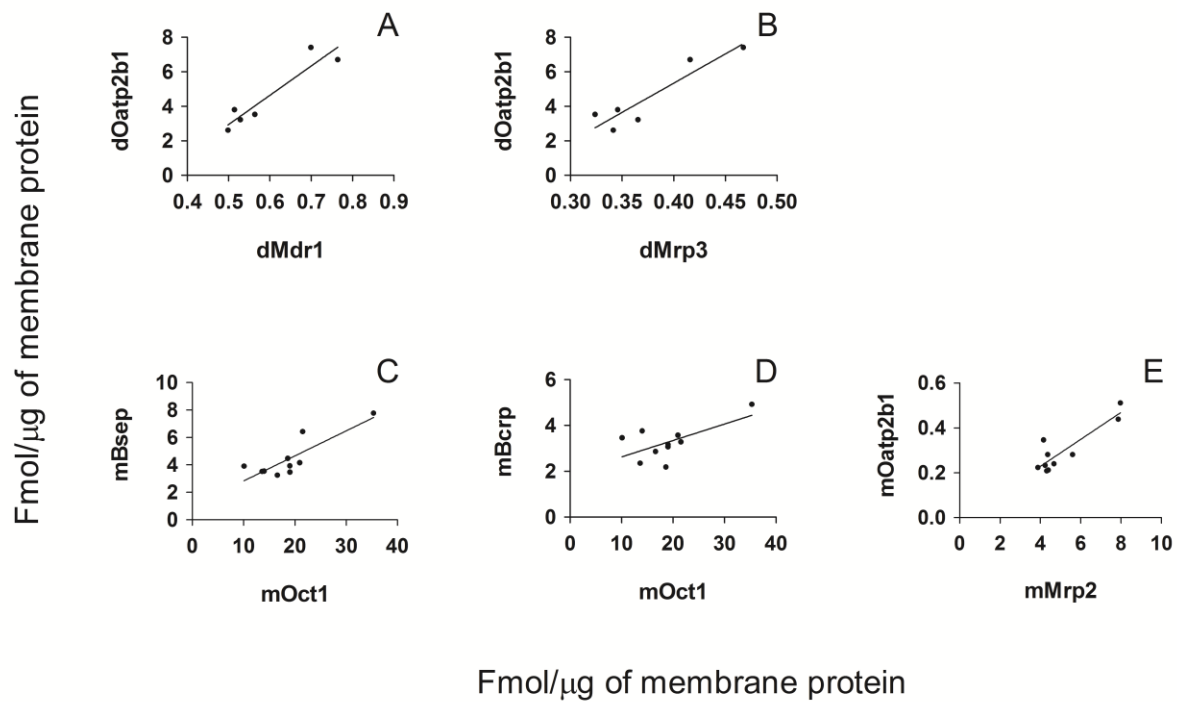 Fmol/μg of membrane protein
A
dOatp2b1
8
6
4
2
0
0.4 0.5 0.6 0.7 0.8 0.9
dMdr1
B
dOatp2b1
8
6
4
2
0
0.30 0.35 0.40 0.45 0.50
dMrp3
C
mBsep
10
8
6
4
2
0
0 10 20 30 40
mOct1
D
mBcrp
6
4
2
0
0 10 20 30 40
mOct1
E
mOatp2b1
0.6
0.4
0.2
0.0
0 2 4 6 8 10
mMrp2
Fmol/μg of membrane protein